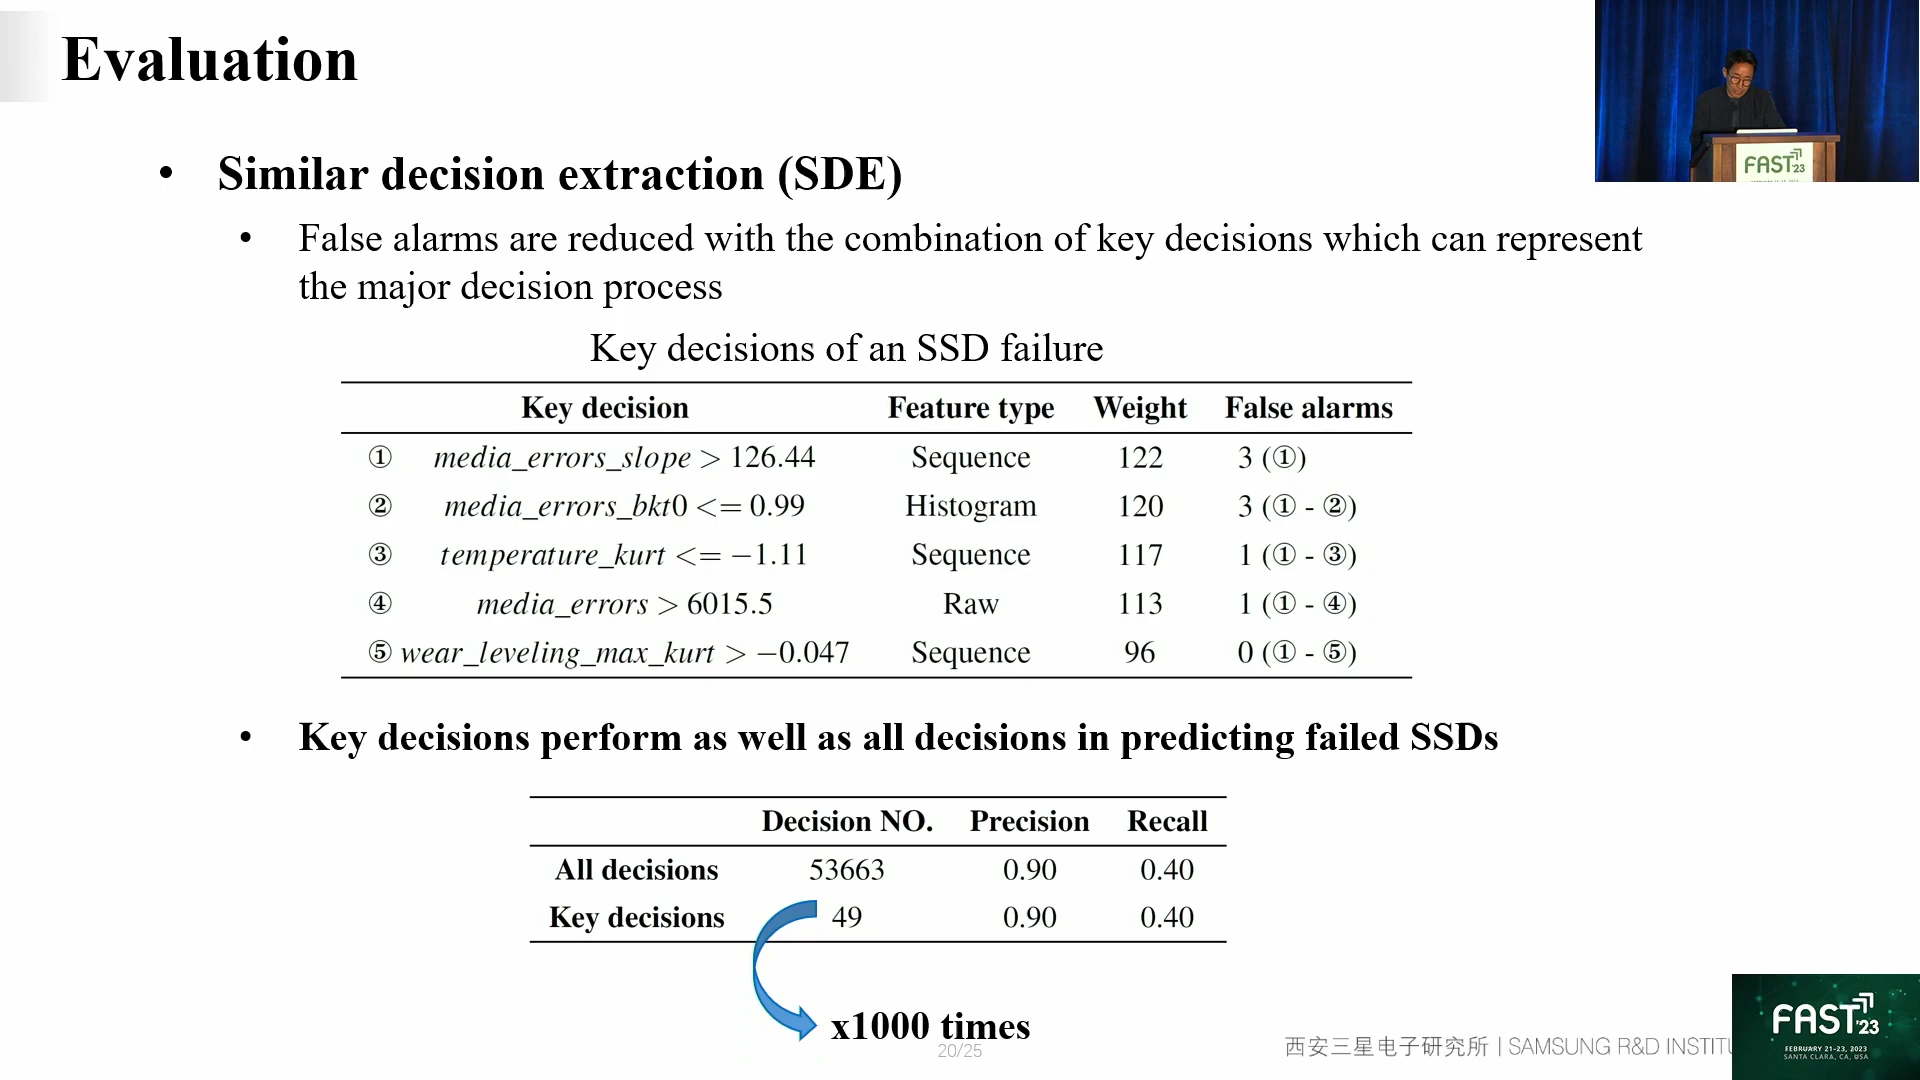 Evaluation
• Similar decision extraction (SDE)
• False alarms are reduced with the combination of key decisions which can represent
the major decision process
Key decisions of an SSD failure
Key decision Feature type Weight False alarms
① media_errors_slope > 126.44 Sequence 122 3 (①)
② media_errors_bkt0 <= 0.99 Histogram 120 3 (① - ②)
③ temperature_kurt <= −1.11 Sequence 117 1 (① - ③)
④ media_errors > 6015.5 Raw 113 1 (① - ④)
⑤ wear_leveling_max_kurt > −0.047 Sequence 96 0 (① - ⑤)
• Key decisions perform as well as all decisions in predicting failed SSDs
Decision NO. Precision Recall
All decisions 53663 0.90 0.40
Key decisions 49 0.90 0.40
x1000 times
20/25
西安三星电子研究所 | SAMSUNG R&D INSTITU
FAST'23
FAST'23
FEBRUARY 21-23, 2023
SANTA CLARA, CA, USA